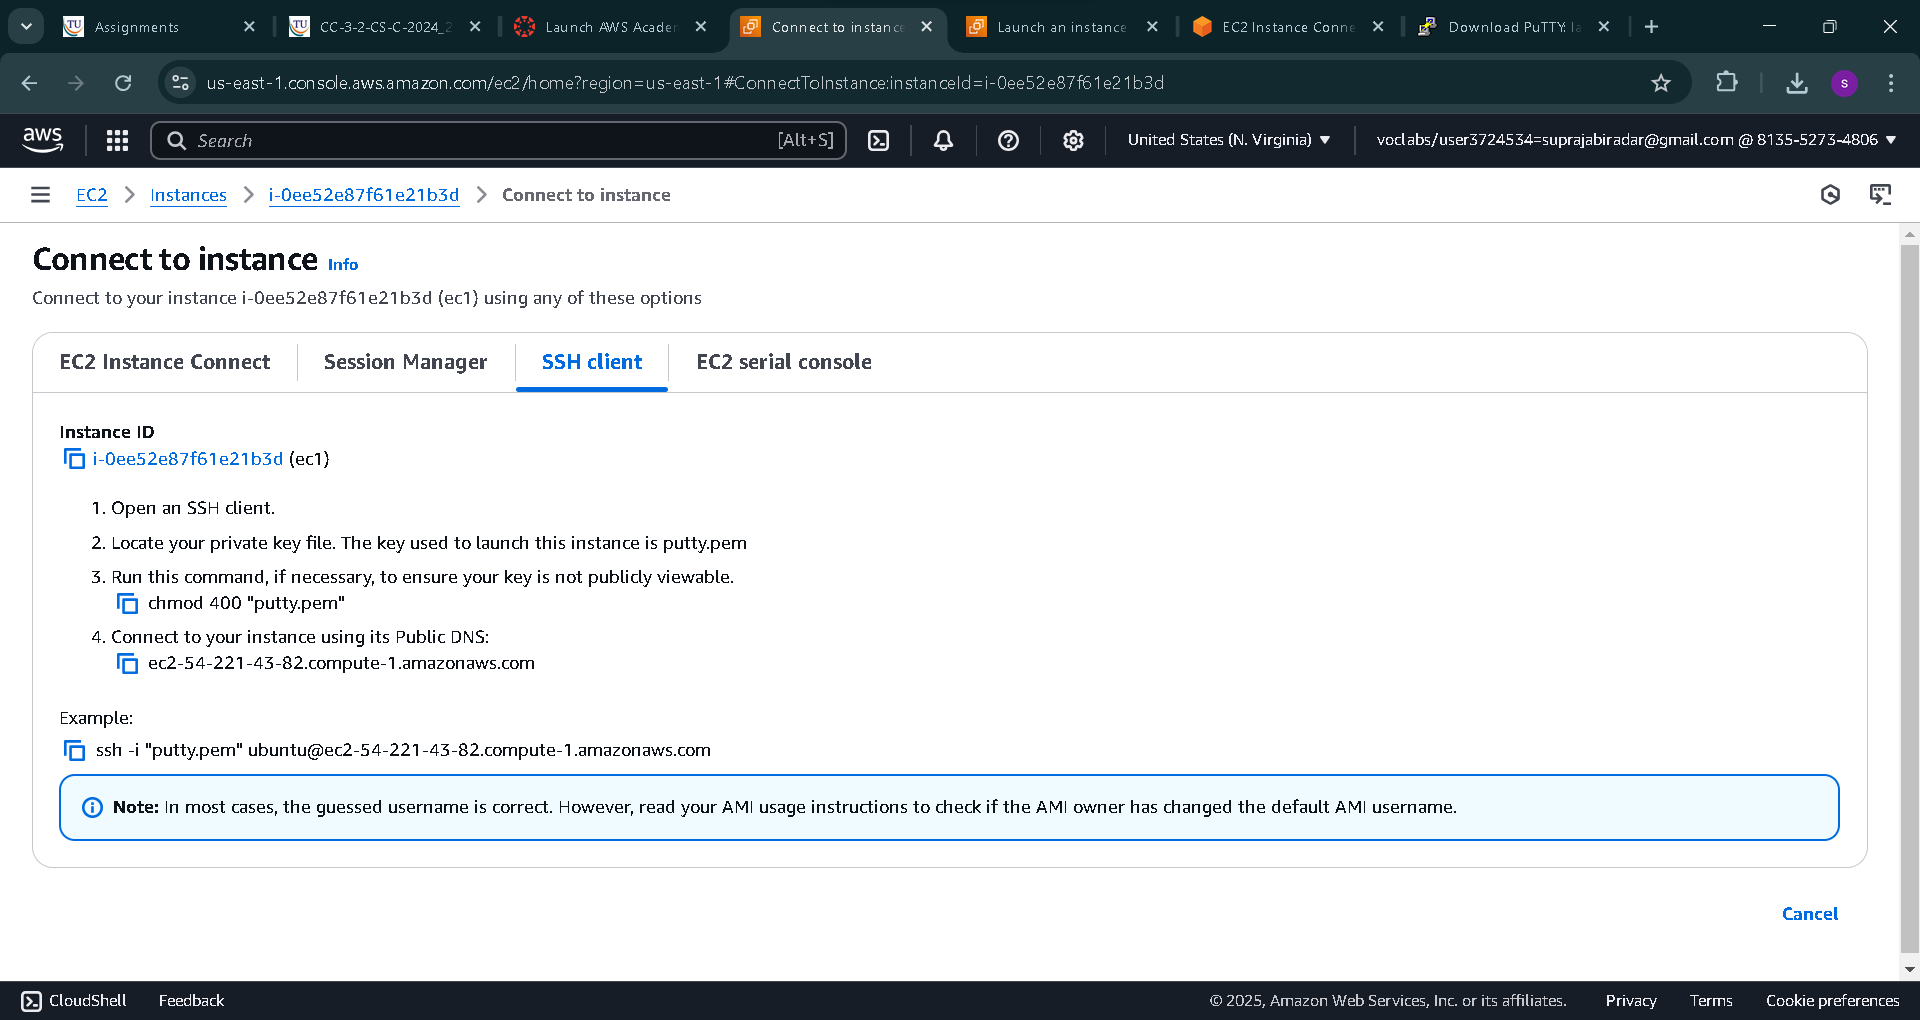 Assignments
CC-3-2-CS-C-2024_2
Launch AWS Acader
Connect to instance
Launch an instance
EC2 Instance Conne
Download PuTTY: la
us-east-1.console.aws.amazon.com/ec2/home?region=us-east-1#ConnectToInstance:instanceId=i-0ee52e87f61e21b3d
S
aws
Search
[Alt+S]
United States (N. Virginia)
voclabs/user3724534=suprajabiradar@gmail.com @ 8135-5273-4806
EC2 > Instances > i-0ee52e87f61e21b3d > Connect to instance
Connect to instance Info
Connect to your instance i-0ee52e87f61e21b3d (ec1) using any of these options
EC2 Instance Connect
Session Manager
SSH client
EC2 serial console
Instance ID
i-0ee52e87f61e21b3d (ec1)
1. Open an SSH client.
2. Locate your private key file. The key used to launch this instance is putty.pem
3. Run this command, if necessary, to ensure your key is not publicly viewable.
chmod 400 "putty.pem"
4. Connect to your instance using its Public DNS:
ec2-54-221-43-82.compute-1.amazonaws.com
Example:
ssh -i "putty.pem" ubuntu@ec2-54-221-43-82.compute-1.amazonaws.com
Note: In most cases, the guessed username is correct. However, read your AMI usage instructions to check if the AMI owner has changed the default AMI username.
Cancel
CloudShell
Feedback
© 2025, Amazon Web Services, Inc. or its affiliates.
Privacy
Terms
Cookie preferences